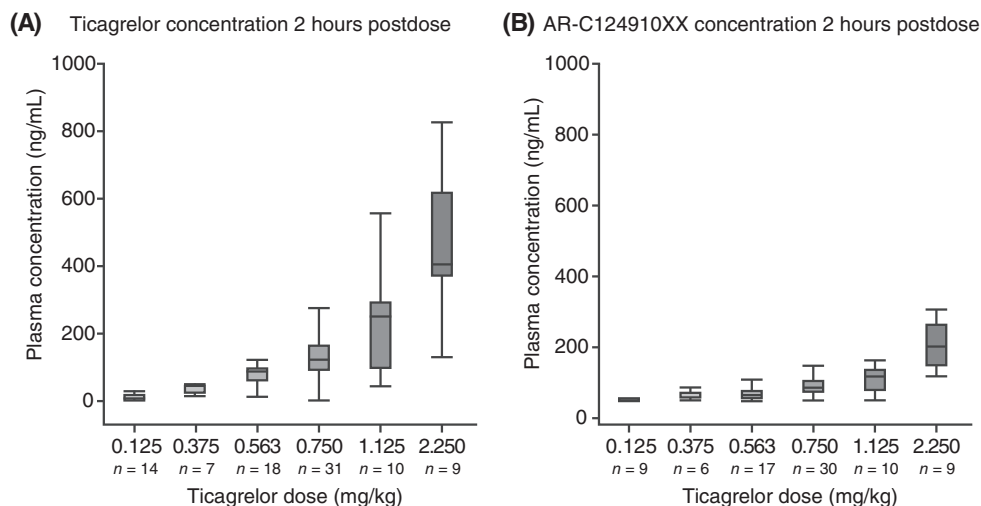 (A) Ticagrelor concentration 2 hours postdose
Plasma concentration (ng/mL)
1000
800
600
400
200
0
0.125 0.375 0.563 0.750 1.125 2.250
n = 14 n = 7 n = 18 n = 31 n = 10 n = 9
Ticagrelor dose (mg/kg)
(B) AR-C124910XX concentration 2 hours postdose
Plasma concentration (ng/mL)
1000
800
600
400
200
0
0.125 0.375 0.563 0.750 1.125 2.250
n = 9 n = 6 n = 17 n = 30 n = 10 n = 9
Ticagrelor dose (mg/kg)